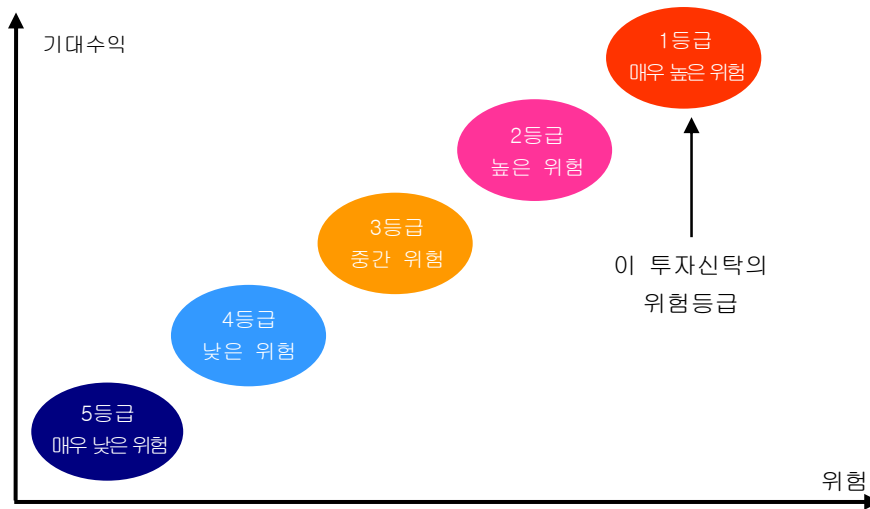 기대수익
1등급
매우 높은 위험
2등급
높은 위험
3등급
중간 위험
이 투자신탁의
위험등급
4등급
낮은 위험
5등급
매우 낮은 위험
위험